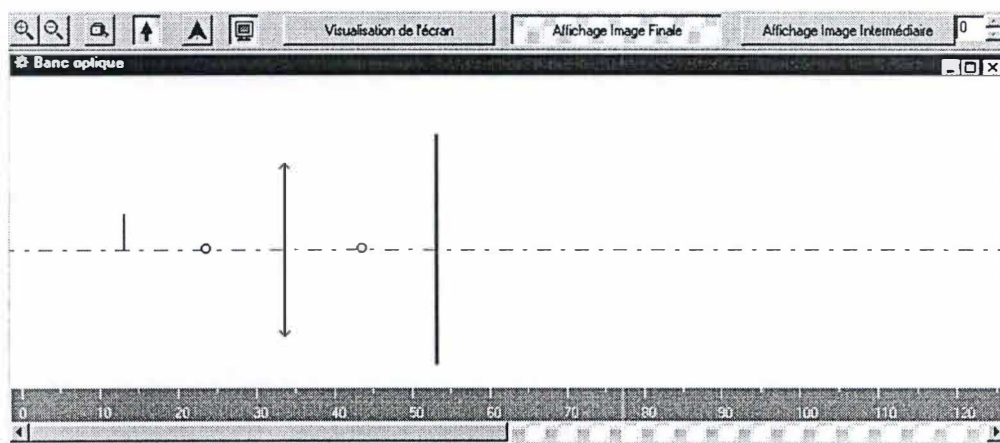 Visualisation de l'écran Affichage Image Finale Affichage Image Intermédiaire 0
Banc optique
0 10 20 30 40 50 60 70 80 90 100 110 120